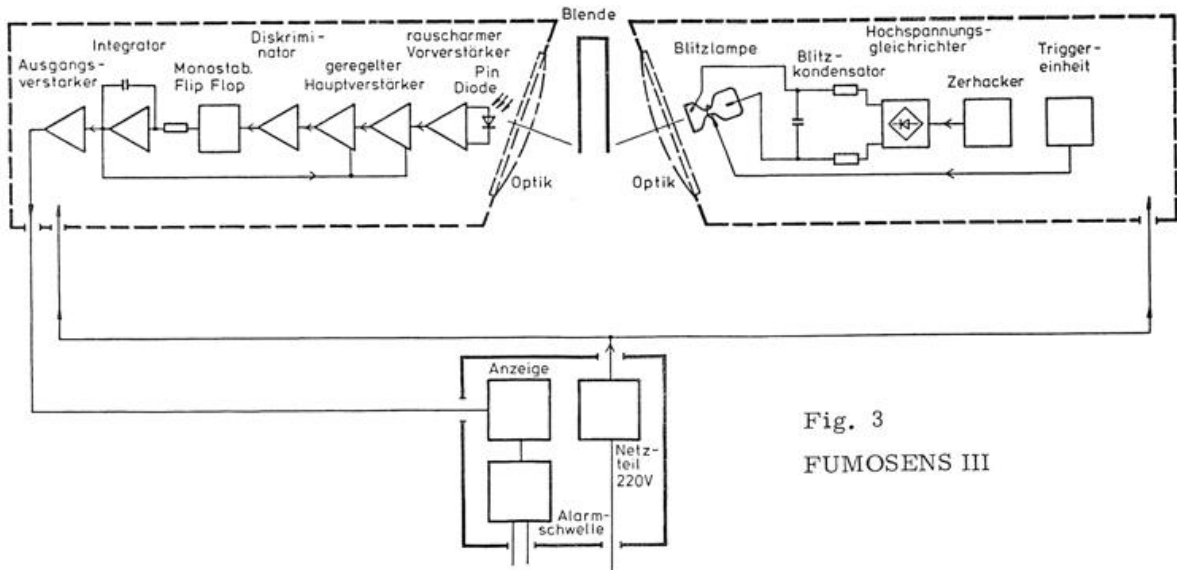 Blende
Integrator
Ausgangs-
verstärker
Monostab.
Flip Flop
Diskrimi-
nator
geregelter
Hauptverstärker
rauscharmer
Vorverstärker
Pin
Diode
Optik
Optik
Blitzlampe
Blitz-
kondensator
Hochspannungs-
gleichrichter
Zerhacker
Trigger-
einheit
Anzeige
Netz-
teil
220V
Alarm-
schwelle
Fig. 3
FUMOSENS III